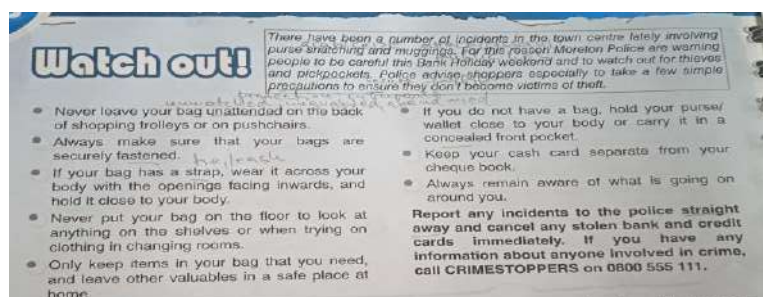 Watch out!
There have been a number of incidents in the town centre lately involving
purse snatching and muggings. For this reason Moreton Police are warning
people to be careful this Bank Holiday weekend and to watch out for thieves
and pickpockets. Police advise shoppers especially to take a few simple
precautions to ensure they don't become victims of theft.
• Never leave your bag unattended on the back
of shopping trolleys or on pushchairs.
• Always make sure that your bags are
securely fastened.
• If your bag has a strap, wear it across your
body with the openings facing inwards, and
hold it close to your body.
• Never put your bag on the floor to look at
anything on the shelves or when trying on
clothing in changing rooms.
• Only keep items in your bag that you need,
and leave other valuables in a safe place at
home.
• If you do not have a bag, hold your purse/
wallet close to your body or carry it in a
concealed front pocket.
• Keep your cash card separate from your
cheque book.
• Always remain aware of what is going on
around you.
Report any incidents to the police straight
away and cancel any stolen bank and credit
cards immediately. If you have any
information about anyone involved in crime,
call CRIMESTOPPERS on 0800 555 111.